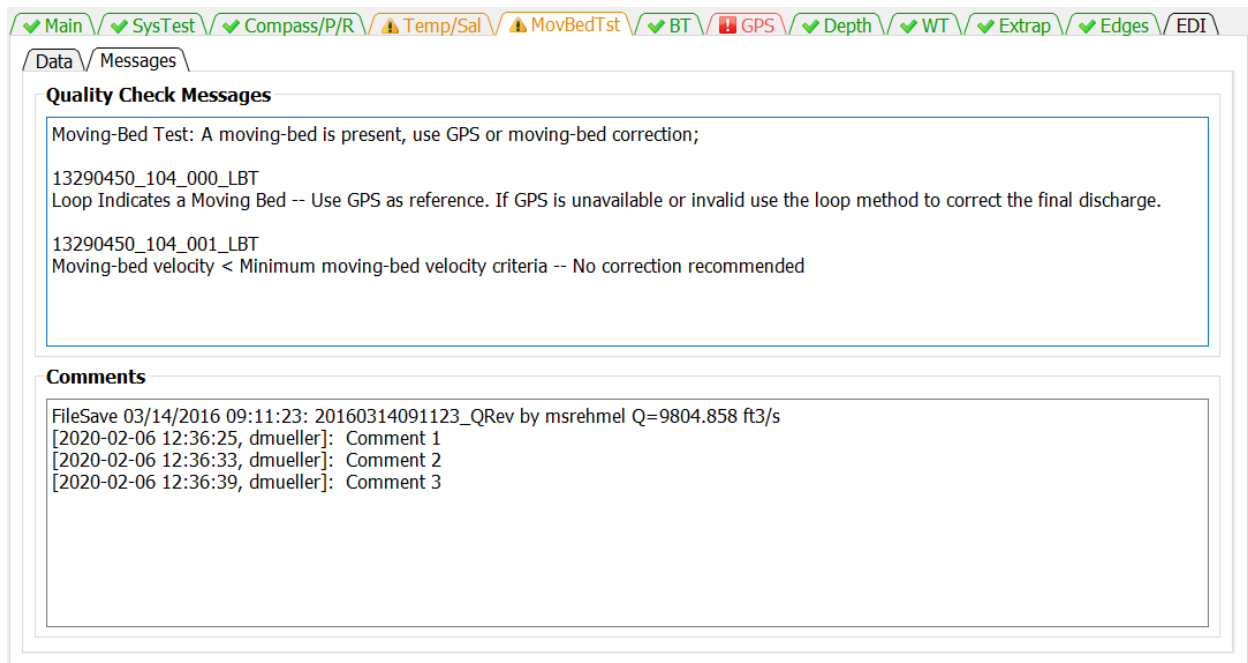 Main SysTest Compass/P/R Temp/Sal MovBedTst BT GPS Depth WT Extrap Edges EDI
Data Messages
Quality Check Messages
Moving-Bed Test: A moving-bed is present, use GPS or moving-bed correction;
13290450_104_000_LBT
Loop Indicates a Moving Bed -- Use GPS as reference. If GPS is unavailable or invalid use the loop method to correct the final discharge.
13290450_104_001_LBT
Moving-bed velocity < Minimum moving-bed velocity criteria -- No correction recommended
Comments
FileSave 03/14/2016 09:11:23: 20160314091123_QRev by msrehmel Q=9804.858 ft3/s
[2020-02-06 12:36:25, dmueller]: Comment 1
[2020-02-06 12:36:33, dmueller]: Comment 2
[2020-02-06 12:36:39, dmueller]: Comment 3